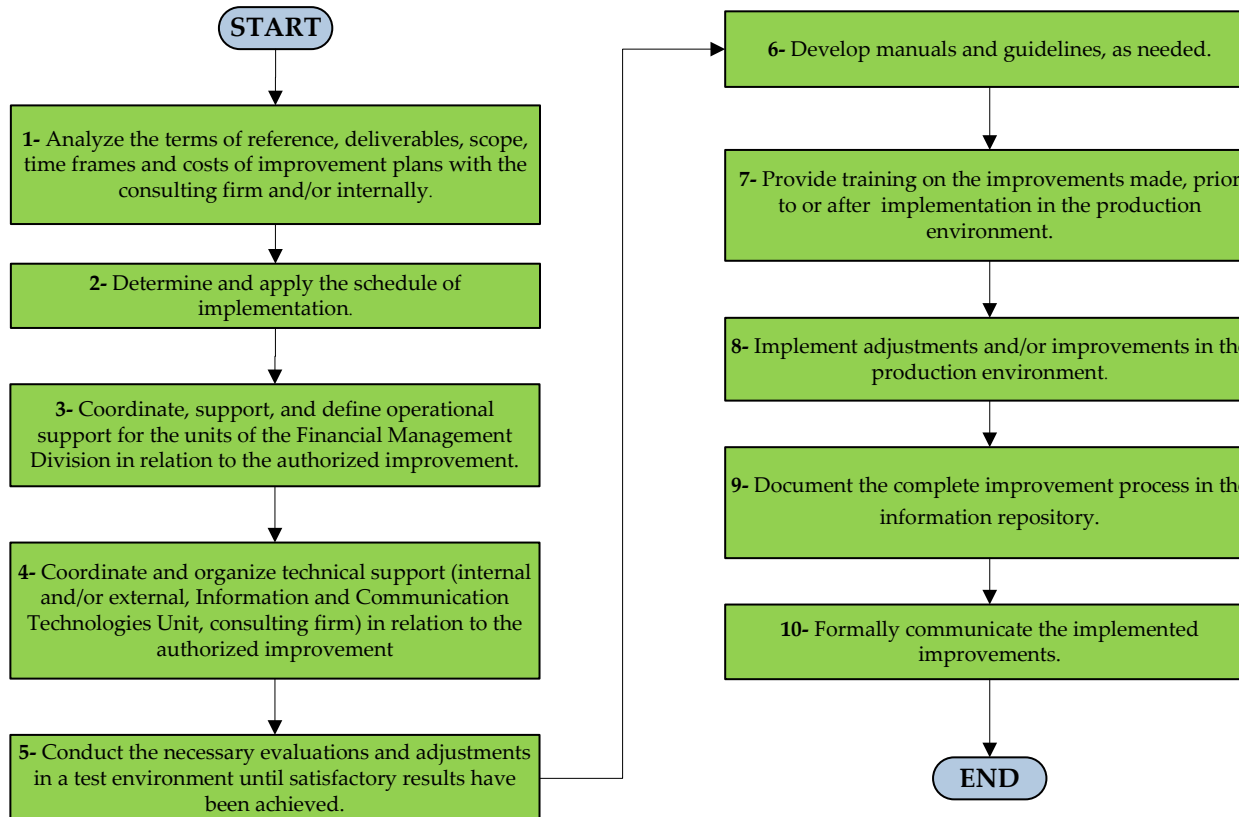 START
1- Analyze the terms of reference, deliverables, scope,
time frames and costs of improvement plans with the
consulting firm and/or internally.
2- Determine and apply the schedule of
implementation.
3- Coordinate, support, and define operational
support for the units of the Financial Management
Division in relation to the authorized improvement.
4- Coordinate and organize technical support (internal
and/or external, Information and Communication
Technologies Unit, consulting firm) in relation to the
authorized improvement
5- Conduct the necessary evaluations and adjustments
in a test environment until satisfactory results have
been achieved.
6- Develop manuals and guidelines, as needed.
7- Provide training on the improvements made, prior
to or after implementation in the production
environment.
8- Implement adjustments and/or improvements in the
production environment.
9- Document the complete improvement process in the
information repository.
10- Formally communicate the implemented
improvements.
END